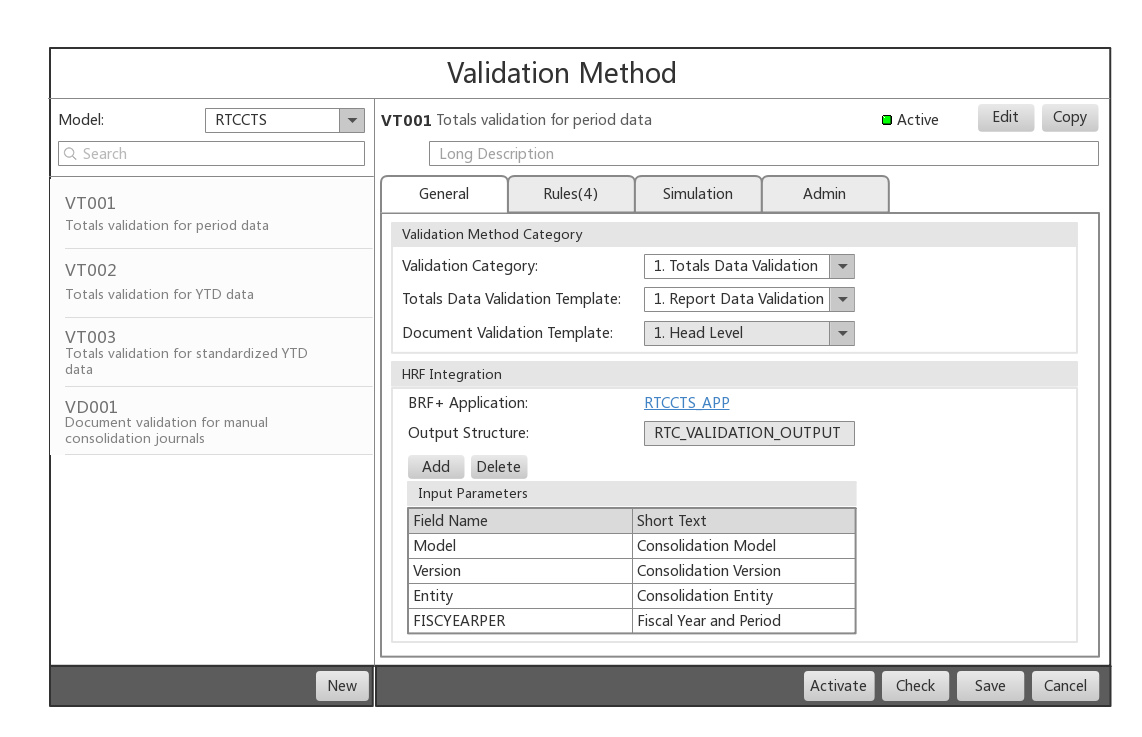 Validation Method
Model:
RTCCTS
Search
VT001
Totals validation for period data
VT002
Totals validation for YTD data
VT003
Totals validation for standardized YTD
data
VD001
Document validation for manual
consolidation journals
New
VT001 Totals validation for period data
Active
Edit
Copy
Long Description
General
Rules(4)
Simulation
Admin
Validation Method Category
Validation Category:
1. Totals Data Validation
Totals Data Validation Template:
1. Report Data Validation
Document Validation Template:
1. Head Level
HRF Integration
BRF+ Application:
RTCCTS_APP
Output Structure:
RTC_VALIDATION_OUTPUT
Add
Delete
Input Parameters
Field Name
Short Text
Model
Consolidation Model
Version
Consolidation Version
Entity
Consolidation Entity
FISCYEARPER
Fiscal Year and Period
Activate
Check
Save
Cancel